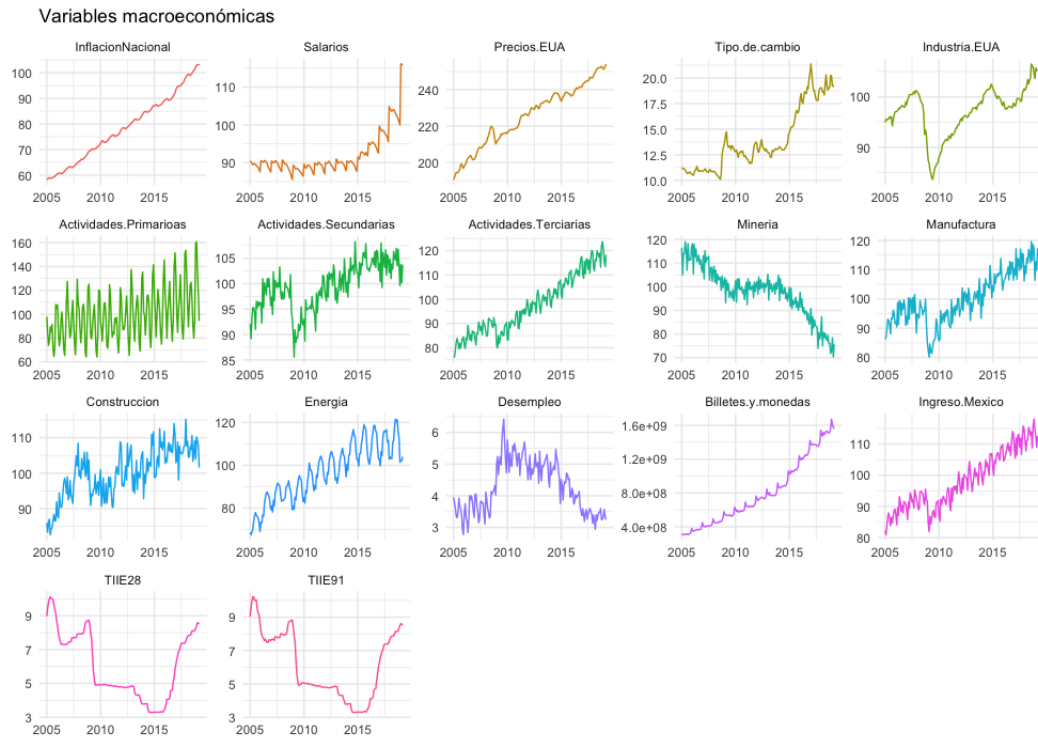 Variables macroeconómicas
InflacionNacional Salarios Precios.EUA Tipo.de.cambio Industria.EUA
100 90 80 70 60
110 100 90
240 220 200
20.0 17.5 15.0 12.5 10.0
100 90
2005 2010 2015 2005 2010 2015 2005 2010 2015 2005 2010 2015 2005 2010 2015
Actividades.Primarioas Actividades.Secundarias Actividades.Terciarias Mineria Manufactura
160 140 120 100 80 60
105 100 95 90 85
120 110 100 90 80
120 110 100 90 80 70
120 110 100 90 80
2005 2010 2015 2005 2010 2015 2005 2010 2015 2005 2010 2015 2005 2010 2015
Construccion Energia Desempleo Billetes.y.monedas Ingreso.Mexico
110 100 90
120 100 80
6 5 4 3
1.6e+09 1.2e+09 8.0e+08 4.0e+08
110 100 90 80
2005 2010 2015 2005 2010 2015 2005 2010 2015 2005 2010 2015 2005 2010 2015
TIIE28 TIIE91
9 7 5 3
9 7 5 3
2005 2010 2015 2005 2010 2015